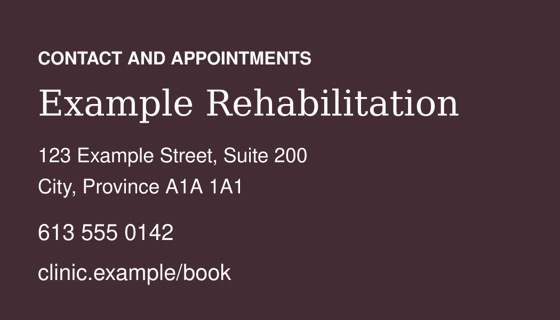 CONTACT AND APPOINTMENTS
Example Rehabilitation
123 Example Street, Suite 200
City, Province A1A 1A1
613 555 0142
clinic.example/book